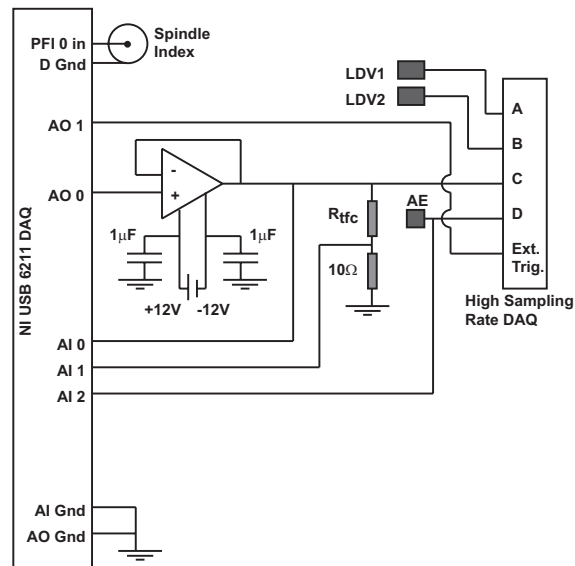 PFI 0 in
D Gnd
Spindle
Index
LDV1
LDV2
A
B
C
D
Ext.
Trig.
High Sampling
Rate DAQ
AO 1
AO 0
-
+
1μF
1μF
+12V
-12V
R_tfc
10Ω
AE
AI 0
AI 1
AI 2
AI Gnd
AO Gnd
NI USB 6211 DAQ